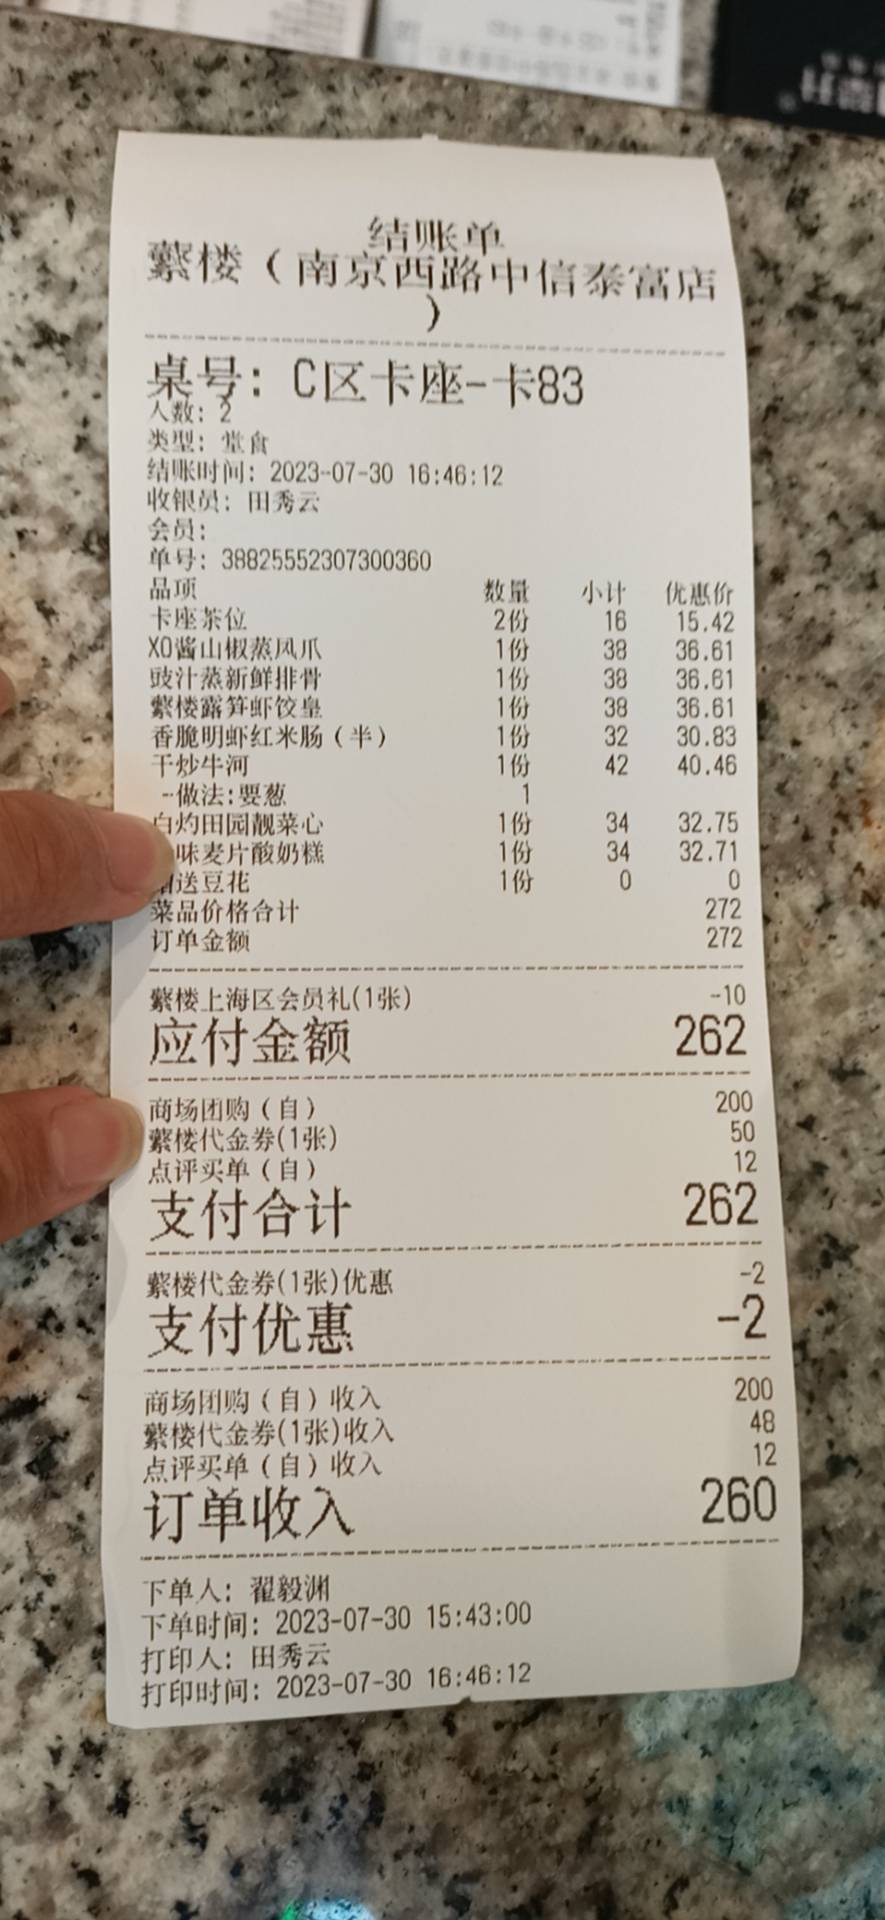 结账单
蘩楼（南京西路中信泰富店
）
桌号: C区卡座-卡83
人数: 2
类型: 堂食
结账时间: 2023-07-30 16:46:12
收银员: 田秀云
会员:
单号: 388255552307300360
品项 数量 小计 优惠价
卡座茶位 2份 16 15.42
XO酱山椒蒸凤爪 1份 38 36.61
豉汁蒸新鲜排骨 1份 38 36.61
蘩楼露笋虾饺皇 1份 38 36.61
香脆明虾红米肠（半） 1份 32 30.83
干炒牛河 1份 42 40.46
-做法:要葱 1
白灼田园靓菜心 1份 34 32.75
味麦片酸奶糕 1份 34 32.71
送豆花 1份 0 0
菜品价格合计 272
订单金额 272
蘩楼上海区会员礼(1张) -10
应付金额 262
商场团购（自） 200
蘩楼代金券(1张) 50
点评买单（自） 12
支付合计 262
蘩楼代金券(1张)优惠 -2
支付优惠 -2
商场团购（自）收入 200
蘩楼代金券(1张)收入 48
点评买单（自）收入 12
订单收入 260
下单人: 翟毅渊
下单时间: 2023-07-30 15:43:00
打印人: 田秀云
打印时间: 2023-07-30 16:46:12